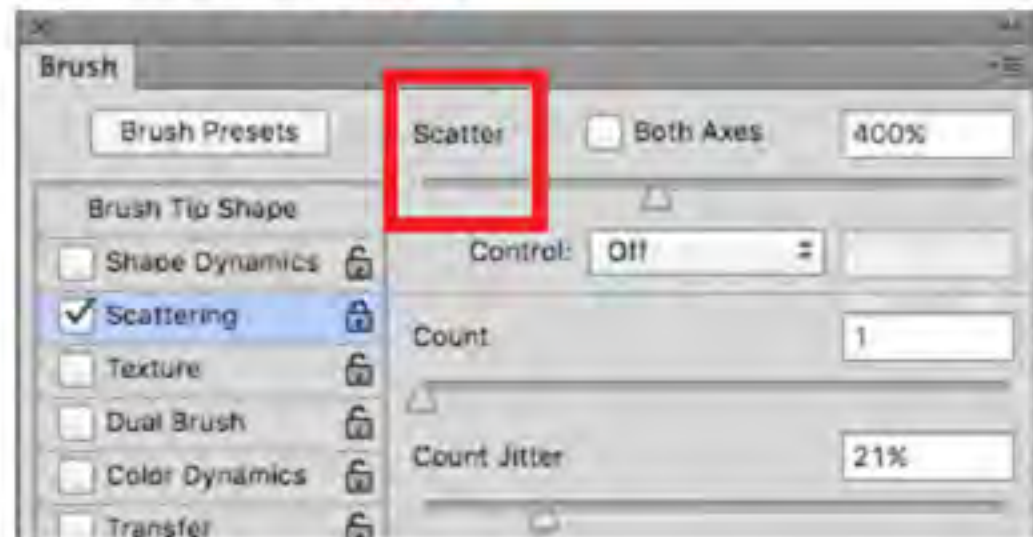 Brush
Brush Presets
Scatter
Both Axes
400%
Brush Tip Shape
Control: Off
Shape Dynamics
Scattering
Count
1
Texture
Dual Brush
Count Jitter
21%
Color Dynamics
Transfer